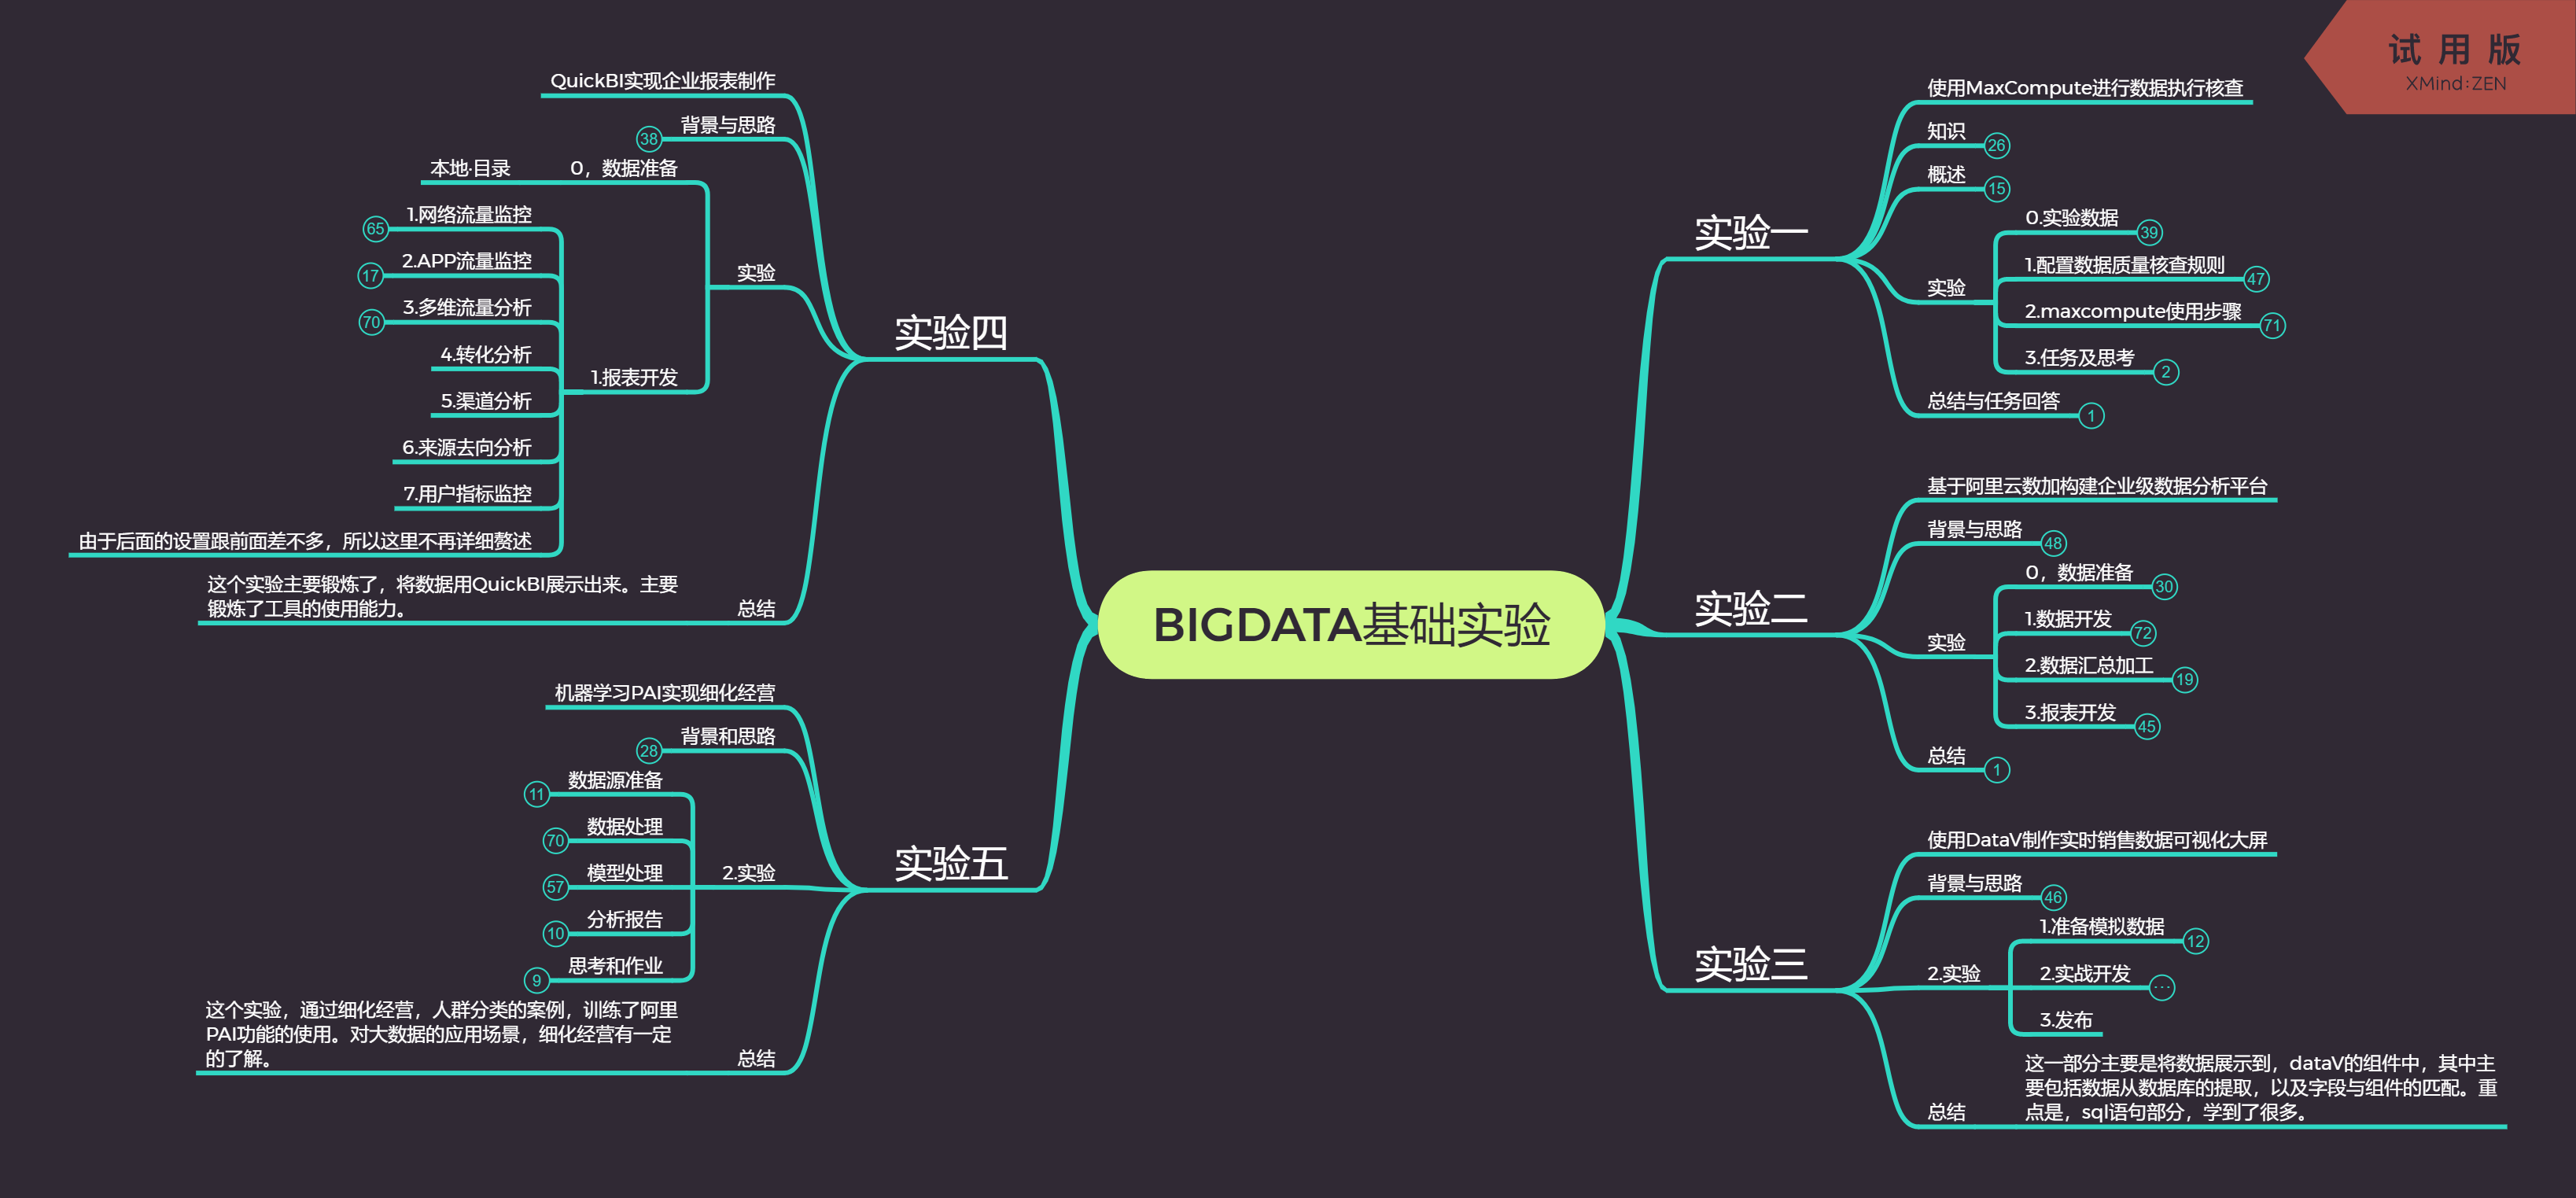 试用版
XMind:ZEN
BIGDATA基础实验
实验一
使用MaxCompute进行数据执行核查
知识
26
概述
15
实验
0.实验数据
39
1.配置数据质量核查规则
47
2.maxcompute使用步骤
71
3.任务及思考
2
总结与任务回答
1
实验二
基于阿里云数加构建企业级数据分析平台
背景与思路
48
实验
0，数据准备
30
1.数据开发
72
2.数据汇总加工
19
3.报表开发
45
总结
1
实验三
使用DataV制作实时销售数据可视化大屏
背景与思路
46
2.实验
1.准备模拟数据
12
2.实战开发
...
3.发布
总结
这一部分主要是将数据展示到，dataV的组件中，其中主
要包括数据从数据库的提取，以及字段与组件的匹配。重
点是，sql语句部分，学到了很多。
实验四
QuickBI实现企业报表制作
背景与思路
38
实验
0，数据准备
本地·目录
1.报表开发
1.网络流量监控
65
2.APP流量监控
17
3.多维流量分析
70
4.转化分析
5.渠道分析
6.来源去向分析
7.用户指标监控
由于后面的设置跟前面差不多，所以这里不再详细赘述
总结
这个实验主要锻炼了，将数据用QuickBI展示出来。主要
锻炼了工具的使用能力。
实验五
机器学习PAI实现细化经营
背景和思路
28
2.实验
数据源准备
11
数据处理
70
模型处理
57
分析报告
10
思考和作业
9
总结
这个实验，通过细化经营，人群分类的案例，训练了阿里
PAI功能的使用。对大数据的应用场景，细化经营有一定
的了解。